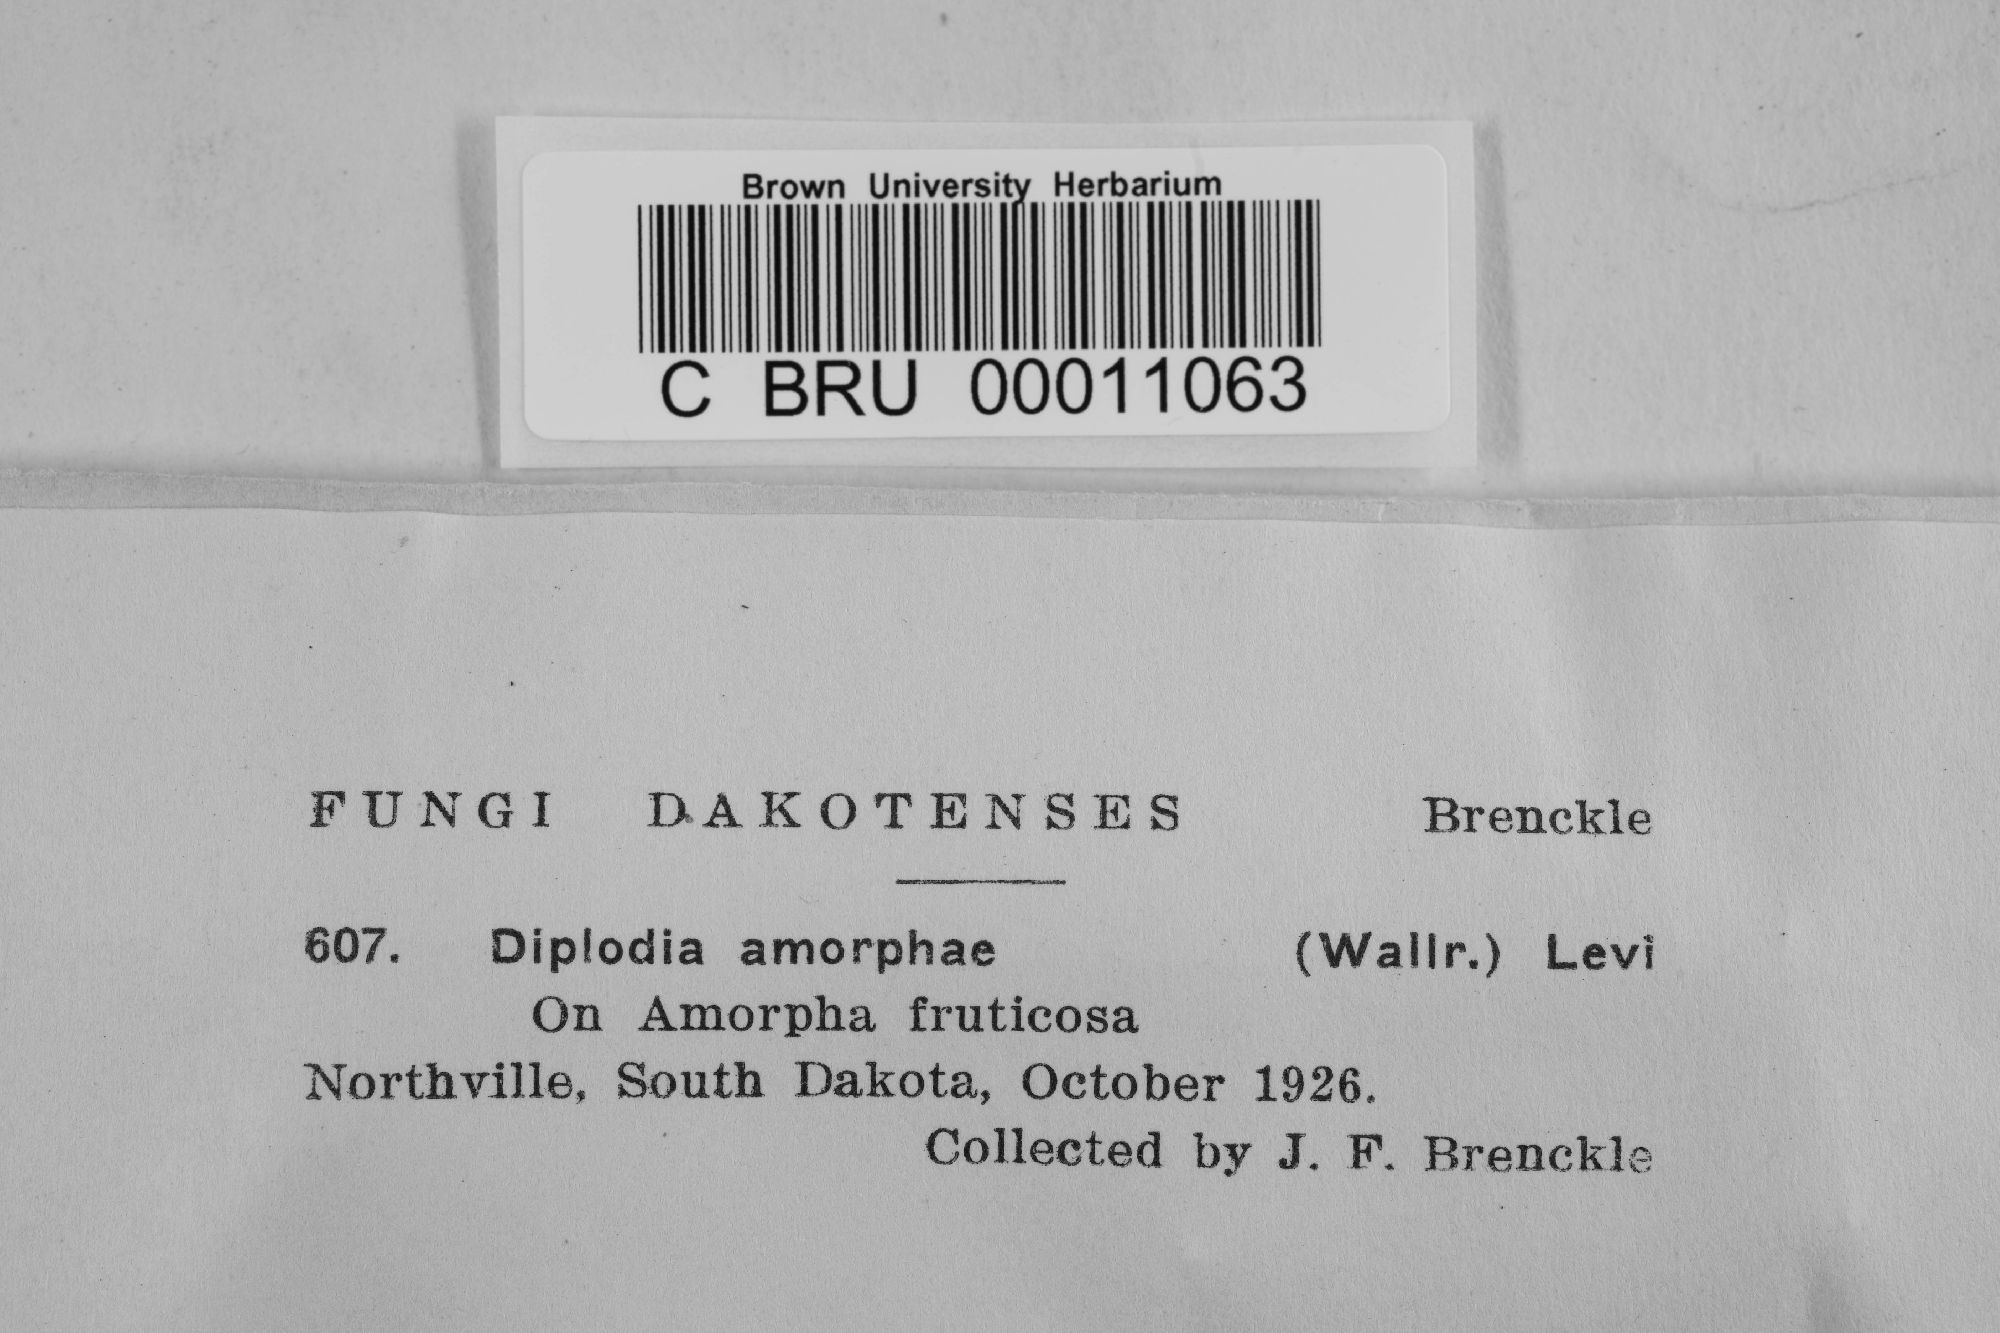 Brown University Herbarium
C BRU 00011063
FUNGI DAKOTENSES Brenckle
607. Diplodia amorphae (Wallr.) Levi
On Amorpha fruticosa
Northville, South Dakota, October 1926.
Collected by J. F. Brenckle